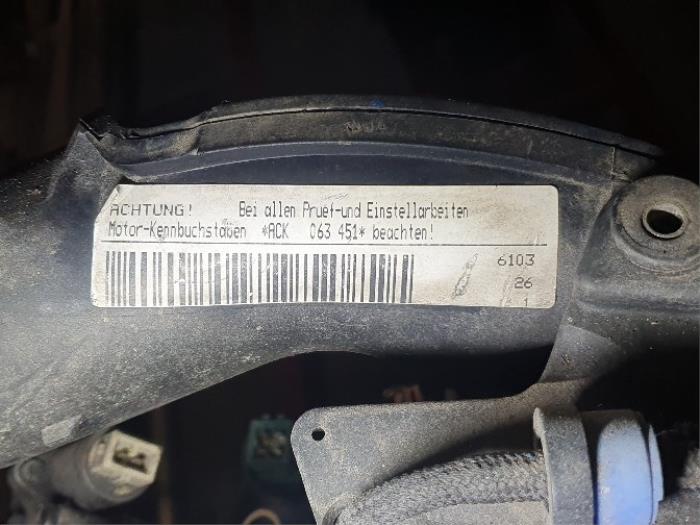 ACHTUNG! Bei allen Pruef-und Einstellarbeiten
Motor-Kennbuchstaben *ACK 063 451* beachten!
6103
26
1